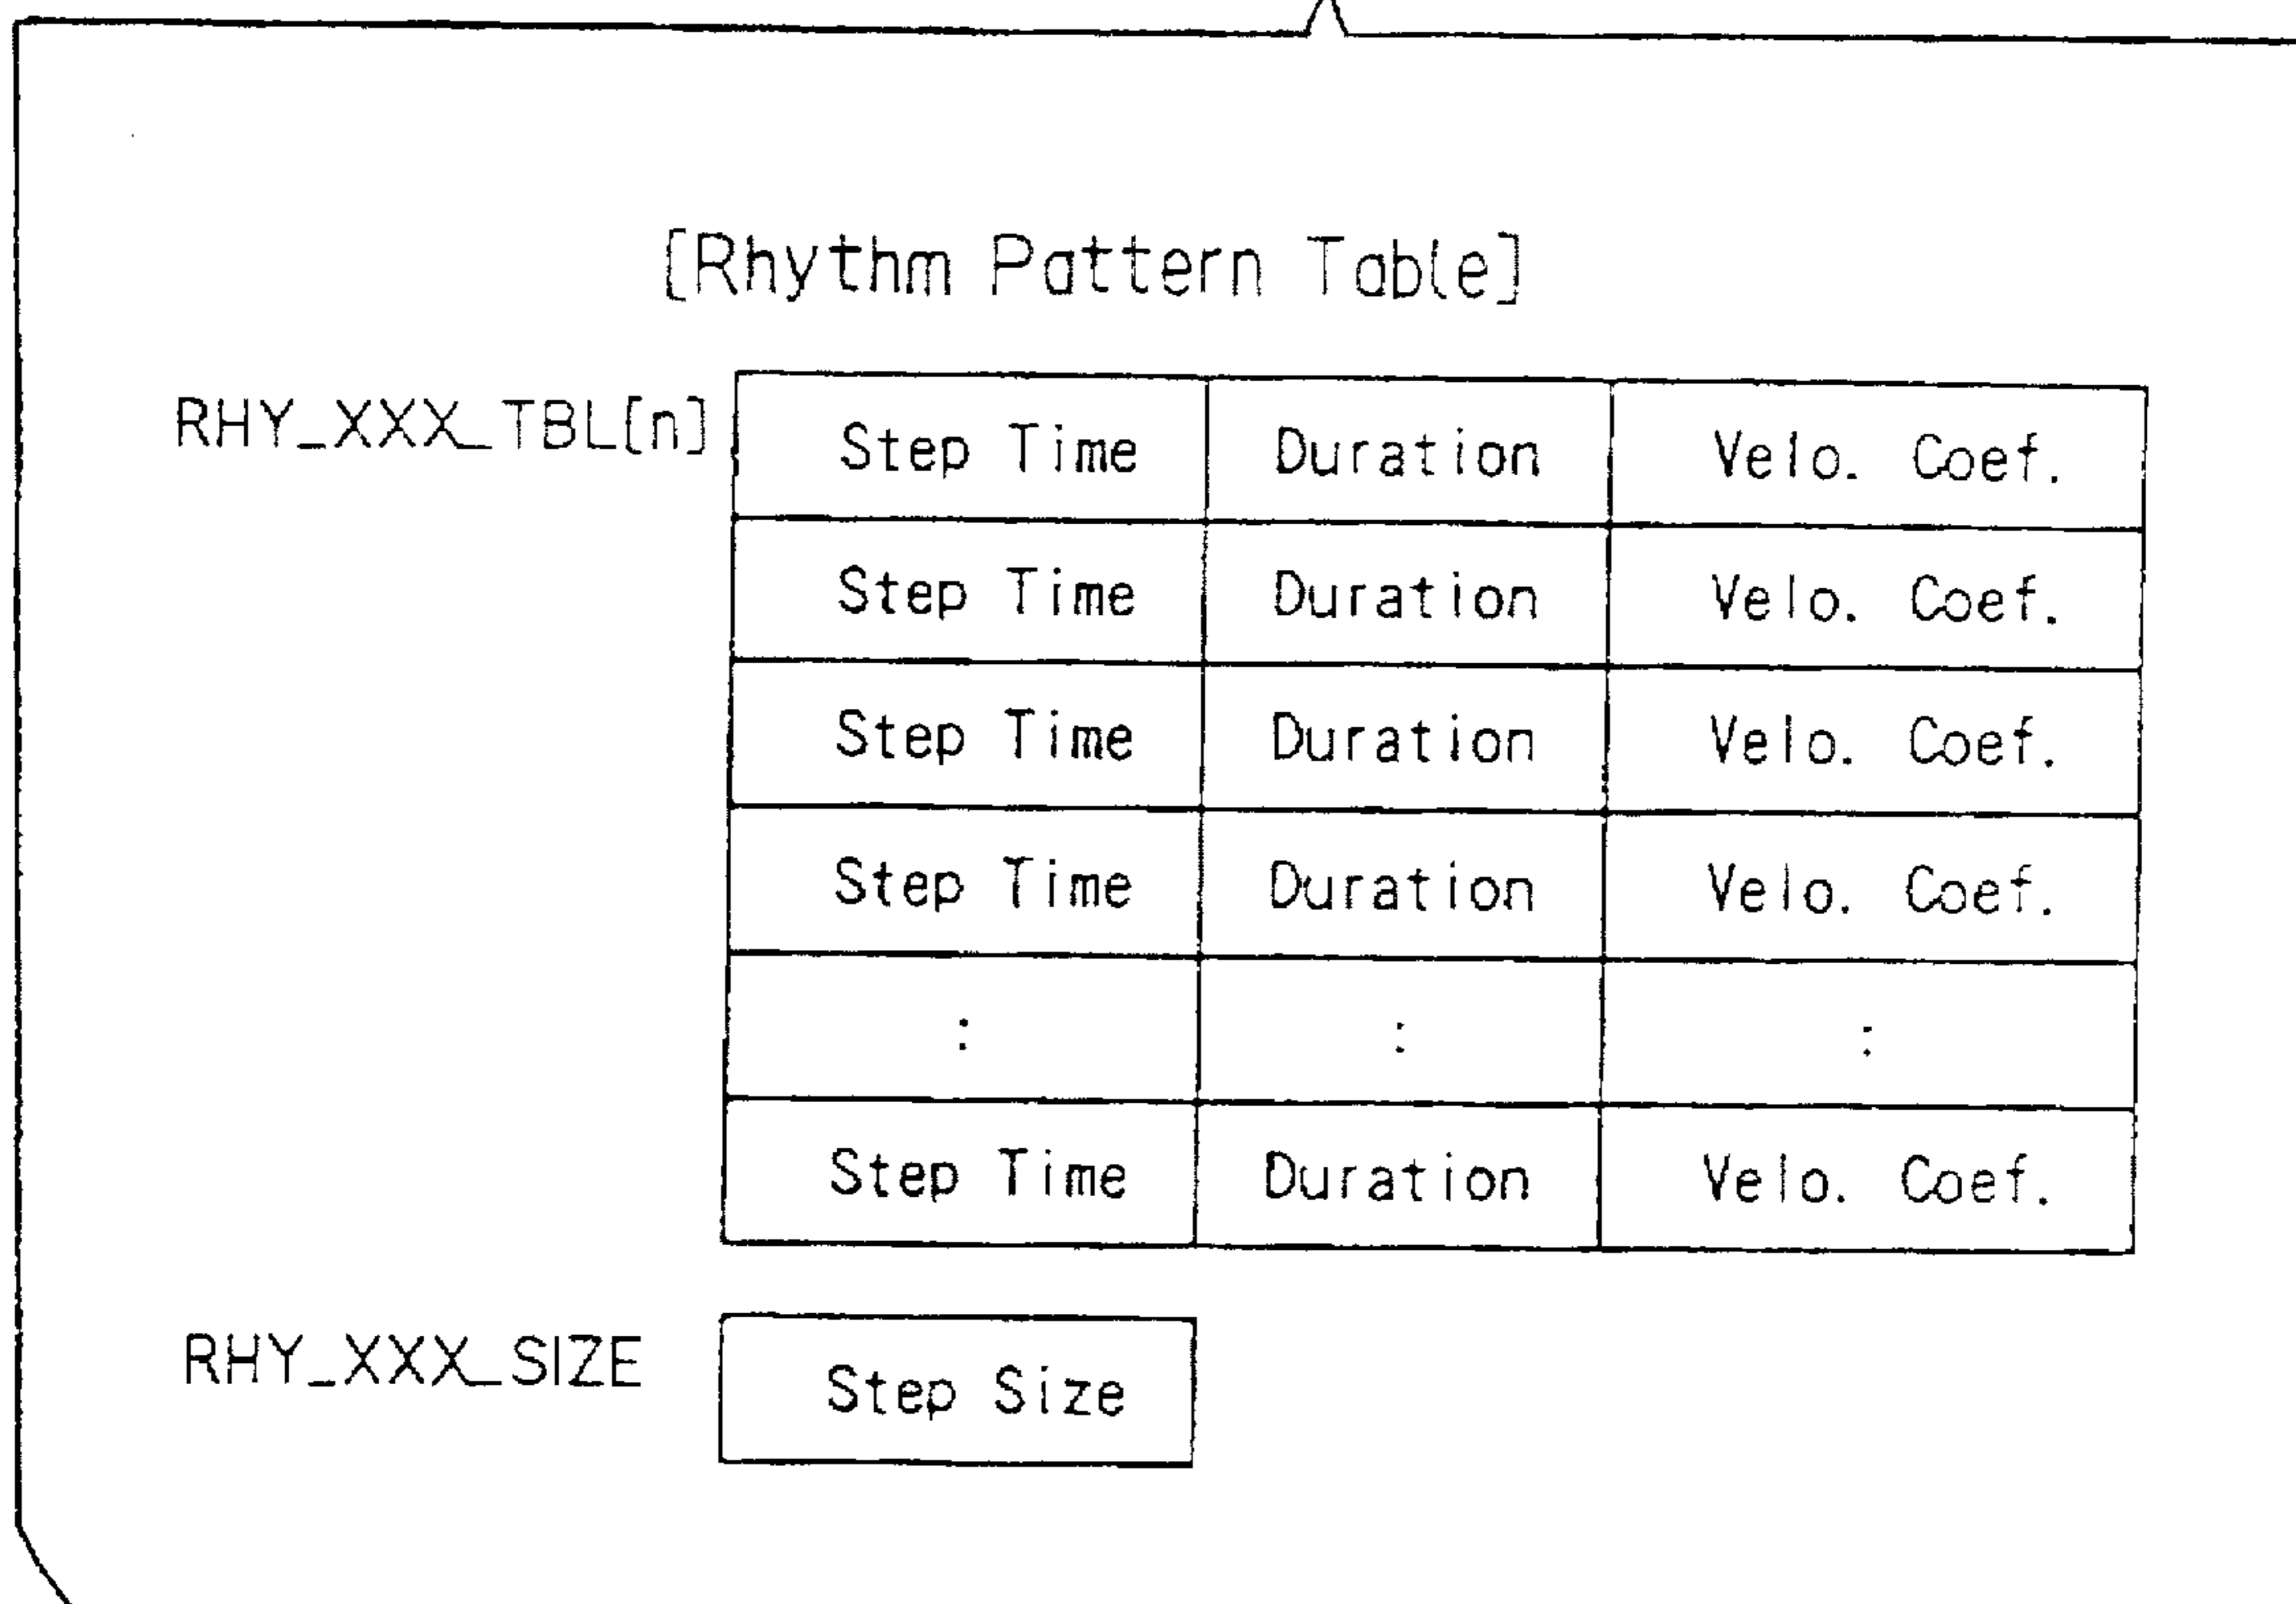 [Rhythm Pattern Table]
RHY_XXX_TBL[n] Step Time Duration Velo. Coef.
Step Time Duration Velo. Coef.
Step Time Duration Velo. Coef.
Step Time Duration Velo. Coef.
: : :
Step Time Duration Velo. Coef.
RHY_XXX_SIZE Step Size